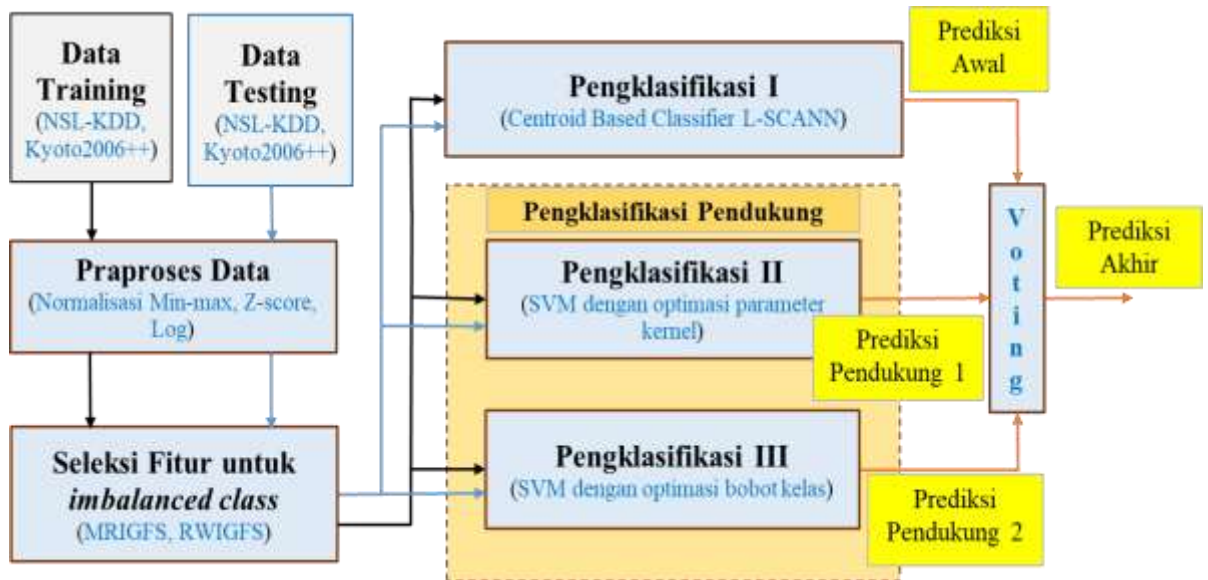 Data
Training
(NSL-KDD,
Kyoto2006++)
Data
Testing
(NSL-KDD,
Kyoto2006++)
Praproses Data
(Normalisasi Min-max, Z-score,
Log)
Seleksi Fitur untuk
imbalanced class
(MRIGFS, RWIGFS)
Pengklasifikasi I
(Centroid Based Classifier L-SCANN)
Pengklasifikasi Pendukung
Pengklasifikasi II
(SVM dengan optimasi parameter
kernel)
Pengklasifikasi III
(SVM dengan optimasi bobot kelas)
Prediksi
Awal
Prediksi
Pendukung 1
Prediksi
Pendukung 2
Voting
Prediksi
Akhir